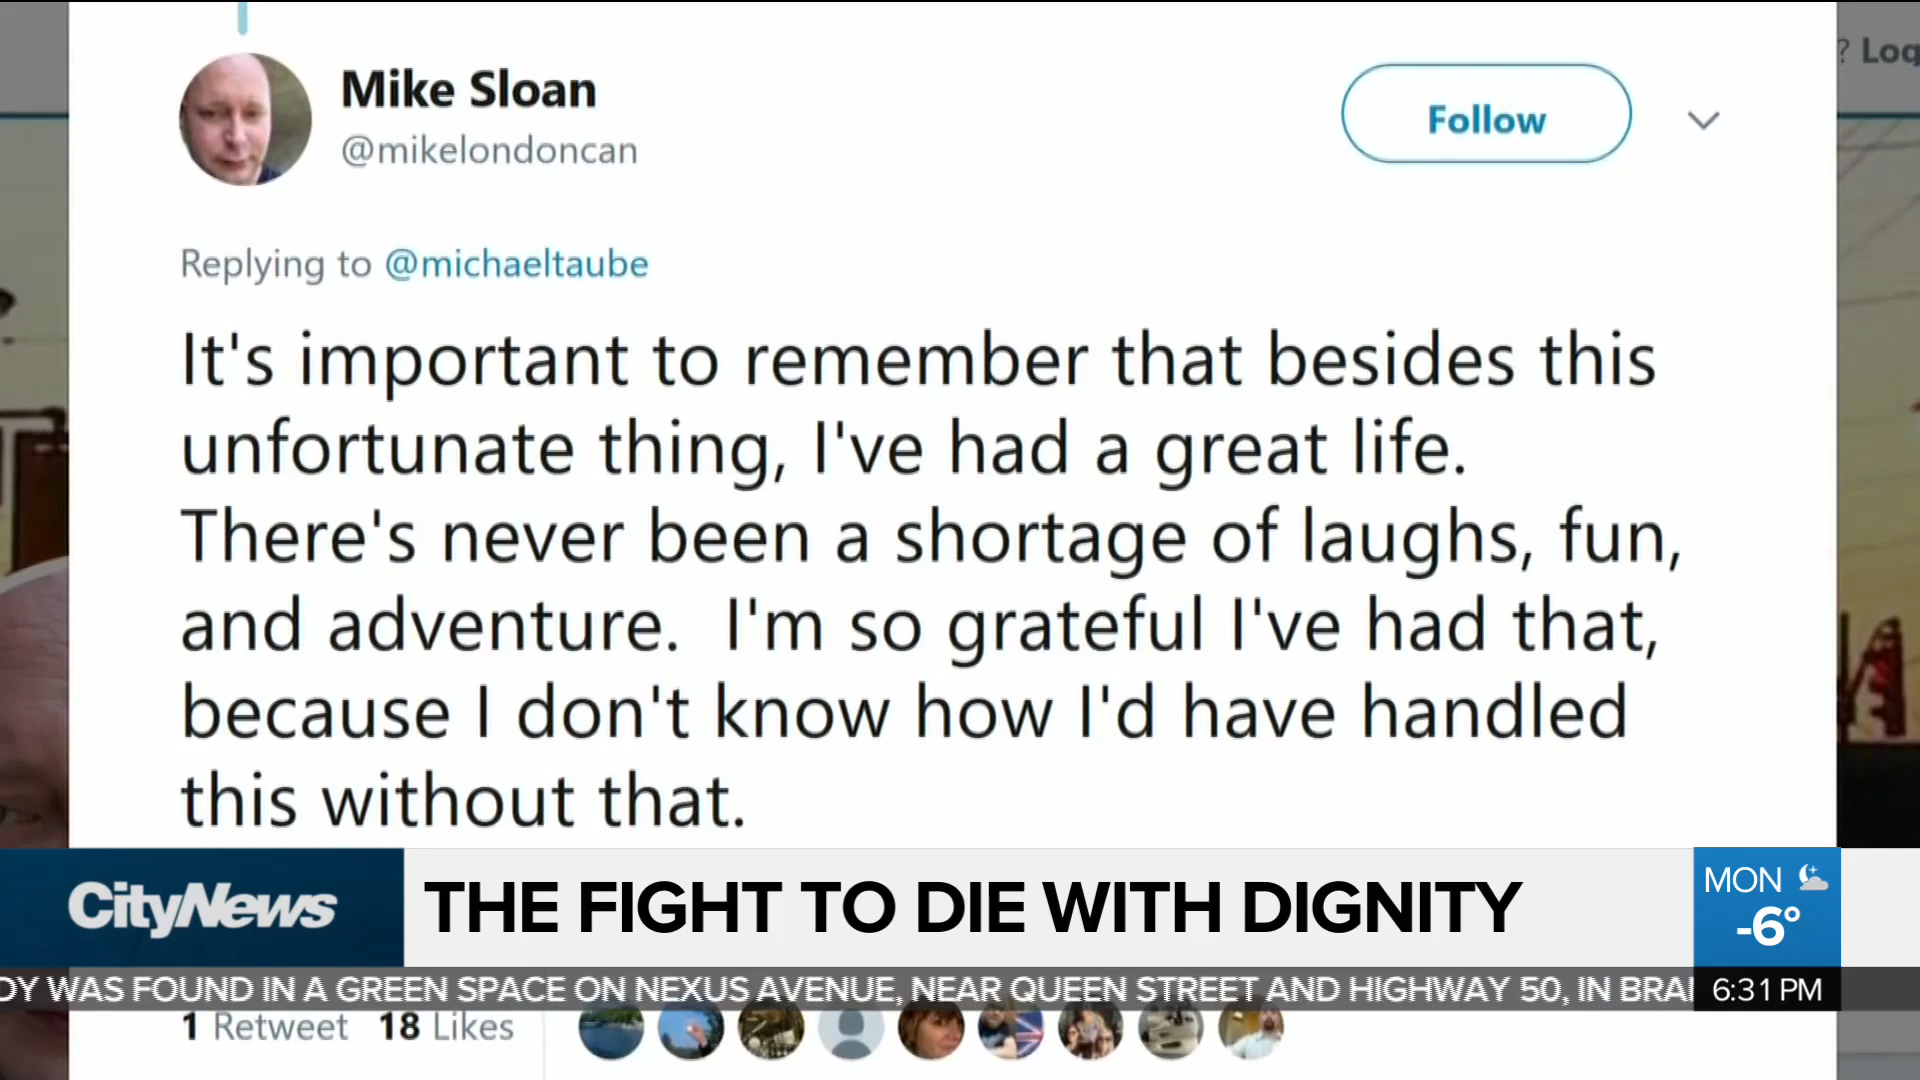 ? Log
Mike Sloan
@mikelondoncan
Follow
Replying to @michaeltaube
It's important to remember that besides this
unfortunate thing, I've had a great life.
There's never been a shortage of laughs, fun,
and adventure.  I'm so grateful I've had that,
because I don't know how I'd have handled
this without that.
CityNews
THE FIGHT TO DIE WITH DIGNITY
MON
-6°
DY WAS FOUND IN A GREEN SPACE ON NEXUS AVENUE, NEAR QUEEN STREET AND HIGHWAY 50, IN BRA
6:31 PM
1 Retweet 18 Likes